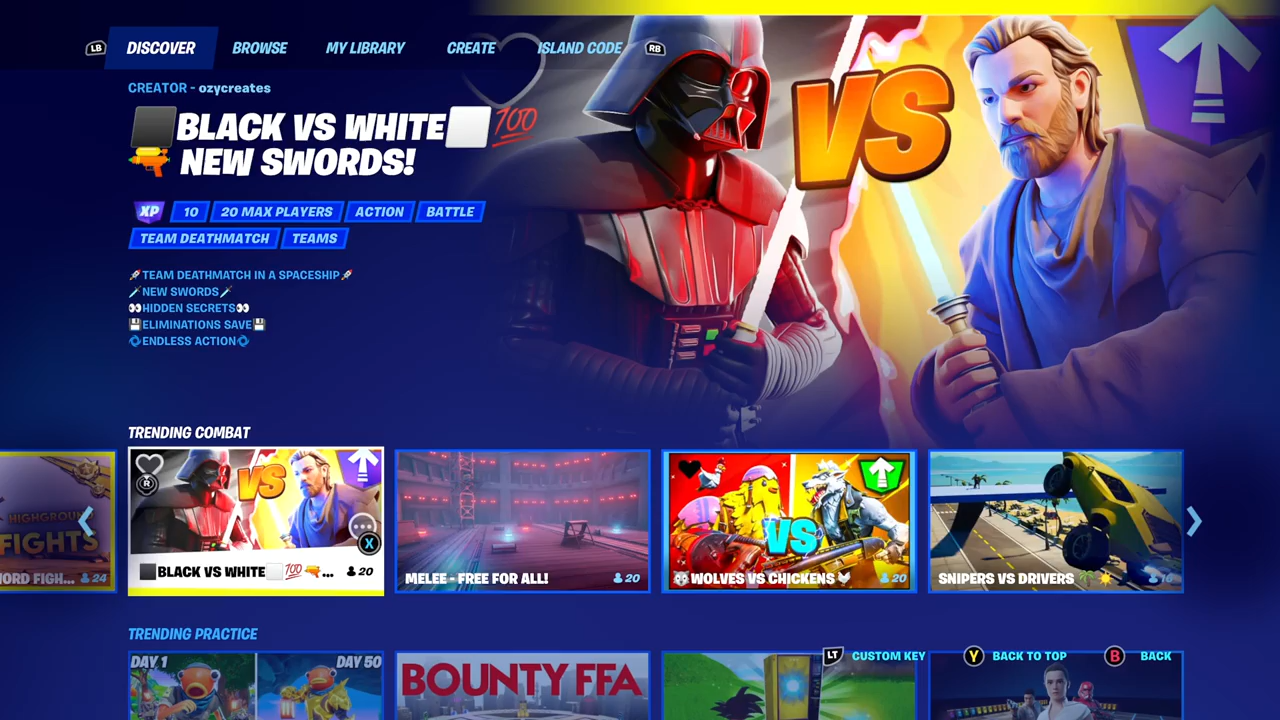 LB DISCOVER BROWSE MY LIBRARY CREATE ISLAND CODE RB
CREATOR - ozycreates
⬛BLACK VS WHITE⬜💯
🔫 NEW SWORDS!
VS
XP 10 20 MAX PLAYERS ACTION BATTLE
TEAM DEATHMATCH TEAMS
🚀TEAM DEATHMATCH IN A SPACESHIP🚀
🗡️NEW SWORDS🗡️
👀HIDDEN SECRETS👀
💾ELIMINATIONS SAVE💾
🌀ENDLESS ACTION🌀
TRENDING COMBAT
FIGHTS
ORD FIGH... 24
VS
R
X
⬛BLACK VS WHITE⬜💯🔫... 20
MELEE - FREE FOR ALL! 20
VS
🐺WOLVES VS CHICKENS🐔 20
SNIPERS VS DRIVERS🌴☀️ 16
TRENDING PRACTICE
DAY 1 DAY 50
BOUNTY FFA
LT CUSTOM KEY Y BACK TO TOP B BACK